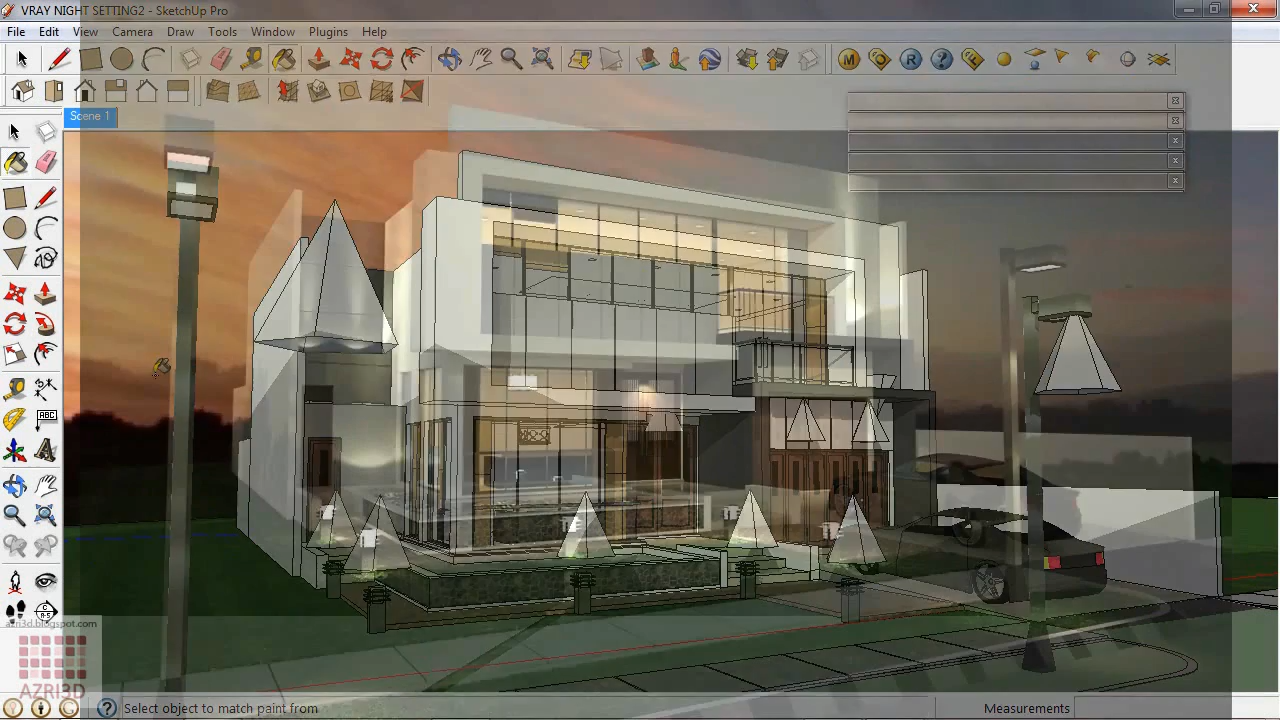 VRAY NIGHT SETTING2 - SketchUp Pro
File Edit View Camera Draw Tools Window Plugins Help
Scene 1
ABC
azri3d.blogspot.com
AZRI3D
Select object to match paint from
Measurements